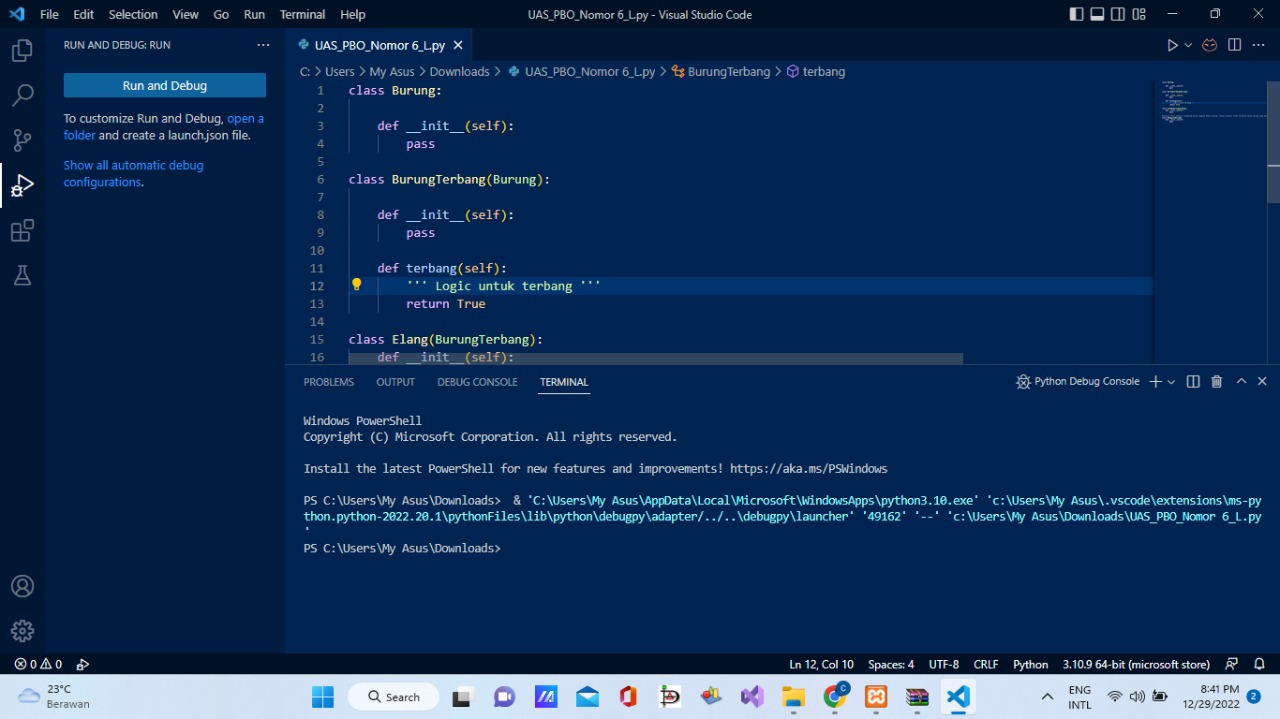 File Edit Selection View Go Run Terminal Help UAS_PBO_Nomor 6_L.py - Visual Studio Code
RUN AND DEBUG: RUN ...
Run and Debug
To customize Run and Debug, open a
folder and create a launch.json file.
Show all automatic debug
configurations.
UAS_PBO_Nomor 6_L.py
C: > Users > My Asus > Downloads > UAS_PBO_Nomor 6_L.py > BurungTerbang > terbang
1 class Burung:
2
3 def __init__(self):
4 pass
5
6 class BurungTerbang(Burung):
7
8 def __init__(self):
9 pass
10
11 def terbang(self):
12 ''' Logic untuk terbang '''
13 return True
14
15 class Elang(BurungTerbang):
16 def __init__(self):
PROBLEMS OUTPUT DEBUG CONSOLE TERMINAL Python Debug Console
Windows PowerShell
Copyright (C) Microsoft Corporation. All rights reserved.
Install the latest PowerShell for new features and improvements! https://aka.ms/PSWindows
PS C:\Users\My Asus\Downloads>  & 'C:\Users\My Asus\AppData\Local\Microsoft\WindowsApps\python3.10.exe' 'c:\Users\My Asus\.vscode\extensions\ms-py
thon.python-2022.20.1\pythonFiles\lib\python\debugpy\adapter/../..\debugpy\launcher' '49162' '--' 'c:\Users\My Asus\Downloads\UAS_PBO_Nomor 6_L.py
'
PS C:\Users\My Asus\Downloads>
0 0 Ln 12, Col 10 Spaces: 4 UTF-8 CRLF Python 3.10.9 64-bit (microsoft store)
23°C
Berawan
Search
C
ENG
INTL
8:41 PM
12/29/2022
2